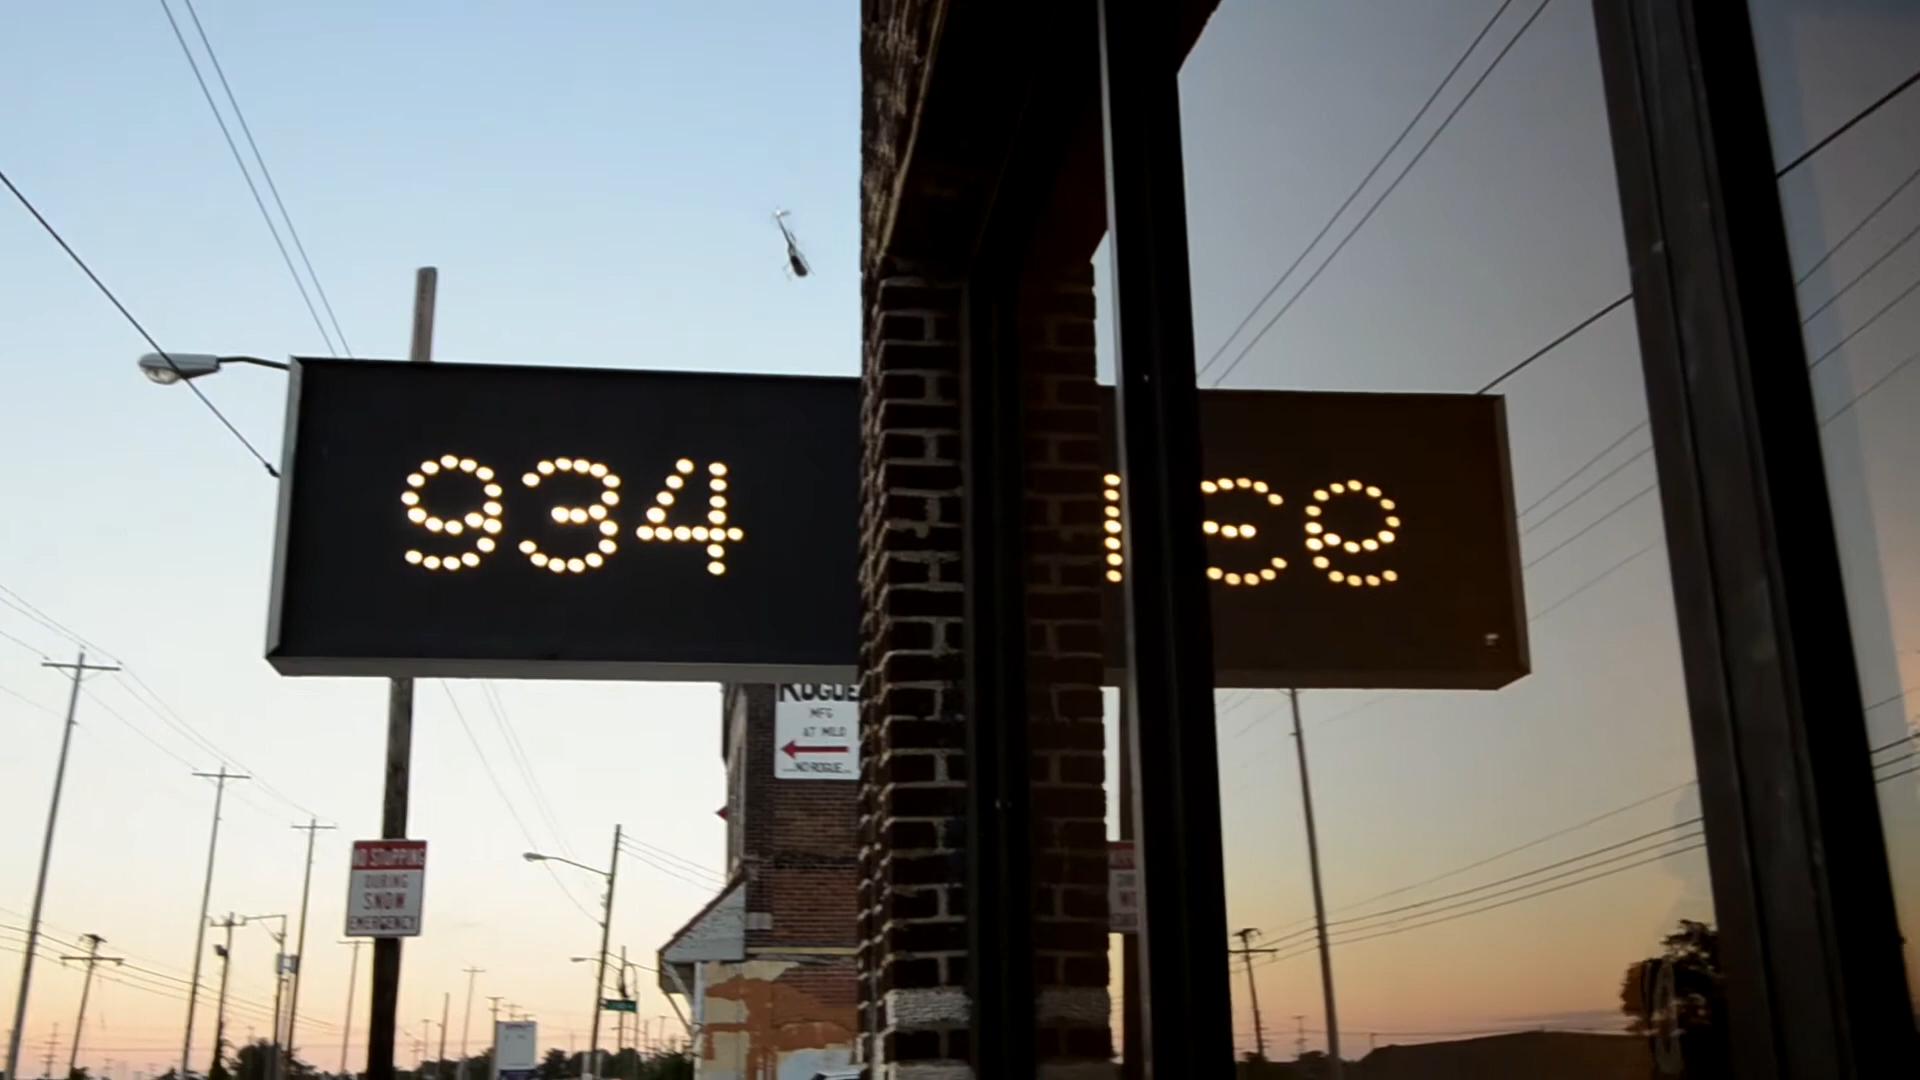 934
ROGUE
MFG
AT MILO
NO ROGUE
NO STOPPING
DURING
SNOW
EMERGENCY